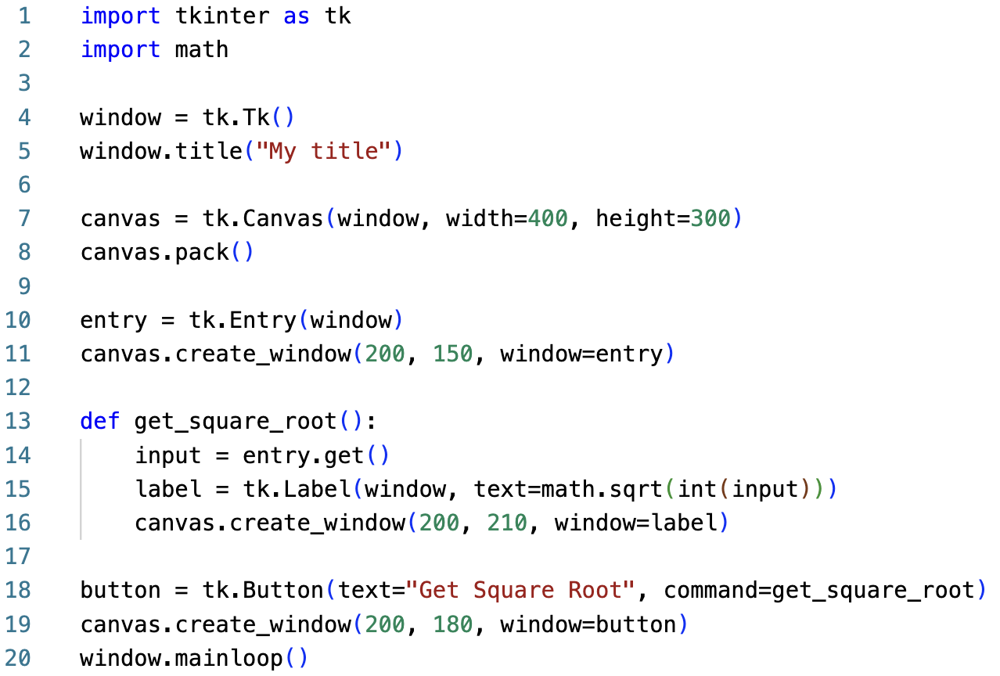 1 import tkinter as tk
2 import math
3
4 window = tk.Tk()
5 window.title("My title")
6
7 canvas = tk.Canvas(window, width=400, height=300)
8 canvas.pack()
9
10 entry = tk.Entry(window)
11 canvas.create_window(200, 150, window=entry)
12
13 def get_square_root():
14     input = entry.get()
15     label = tk.Label(window, text=math.sqrt(int(input)))
16     canvas.create_window(200, 210, window=label)
17
18 button = tk.Button(text="Get Square Root", command=get_square_root)
19 canvas.create_window(200, 180, window=button)
20 window.mainloop()